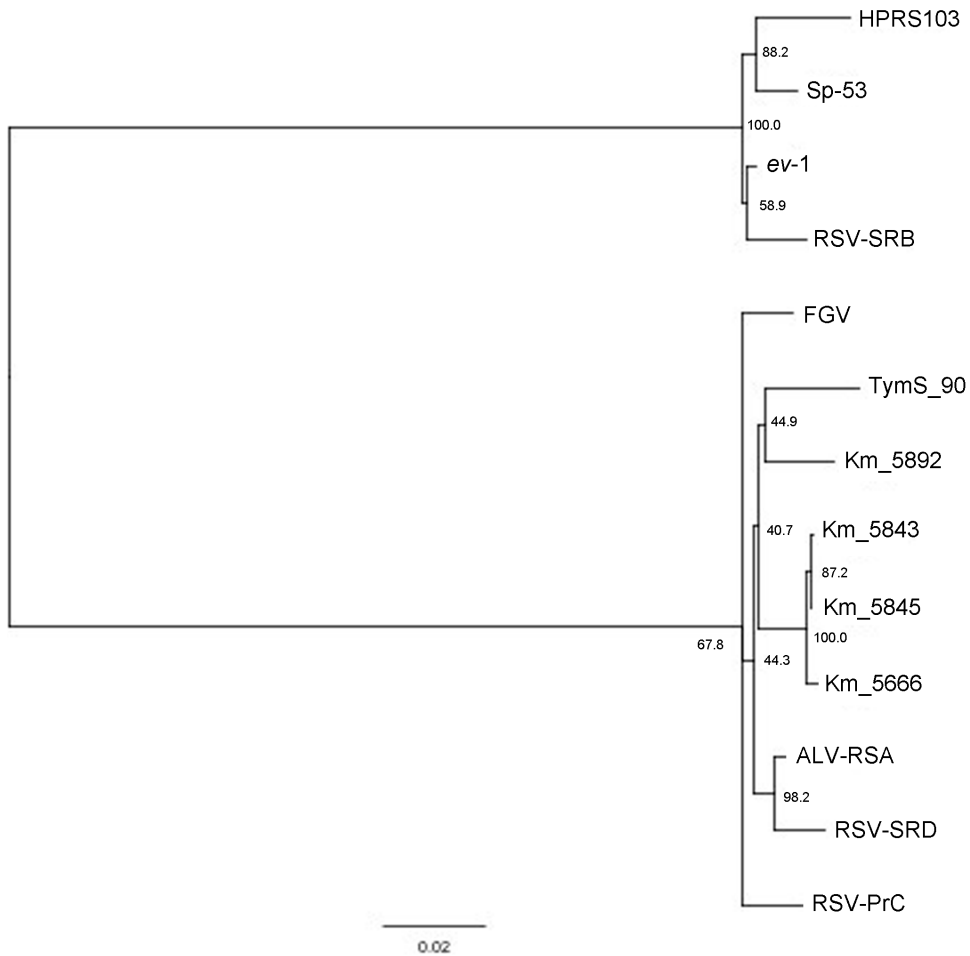 HPRS103
88.2
Sp-53
100.0
ev-1
58.9
RSV-SRB
FGV
TymS_90
44.9
Km_5892
Km_5843
40.7
87.2
Km_5845
100.0
67.8
44.3
Km_5666
ALV-RSA
98.2
RSV-SRD
RSV-PrC
0.02